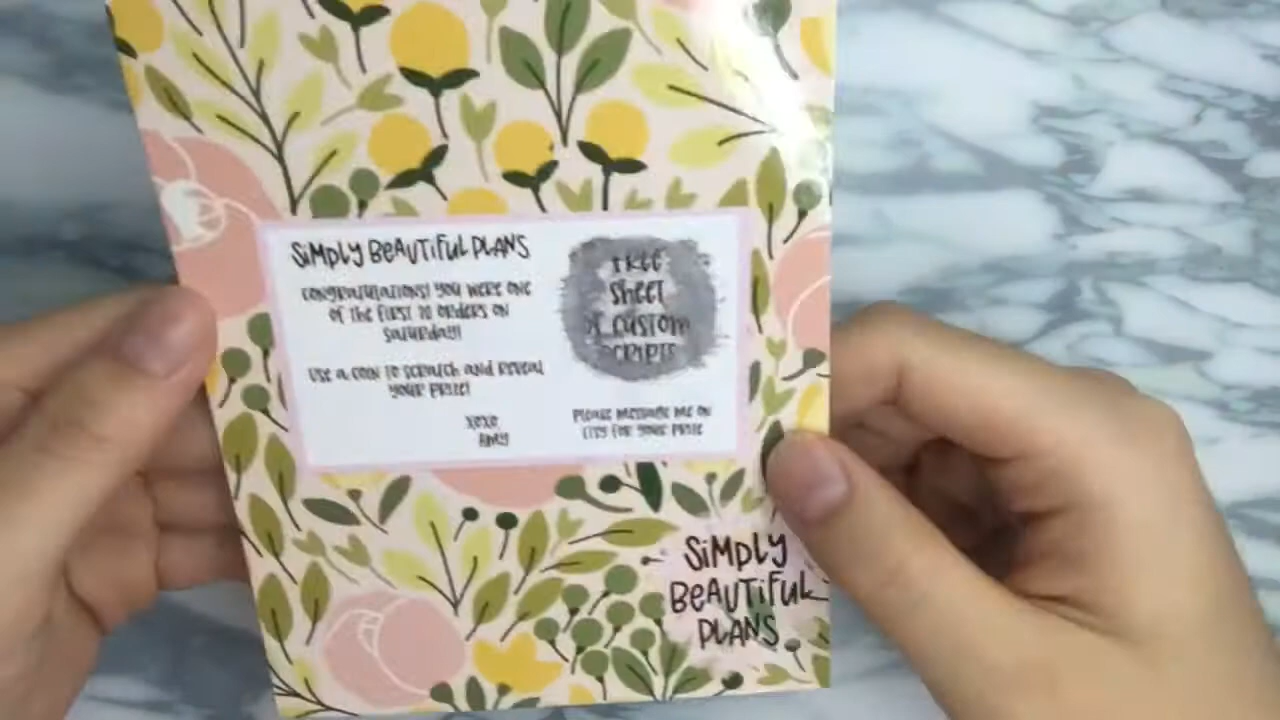 SiMPLY BEAUTiFUL PLANS
CONGRATULATIONS! YOU WERE ONE
OF THE FIRST 20 ORDERS ON
SATURDAY!!
USE A COIN TO SCRATCH AND REVEAL
YOUR PRIZE!
XOXO
AMY
FREE
SHEET
OF CUSTOM
SCRIPTS
PLEASE MESSAGE ME ON
ETSY FOR YOUR PRIZE
SiMPLY
BEAUTiFUL
PLANS